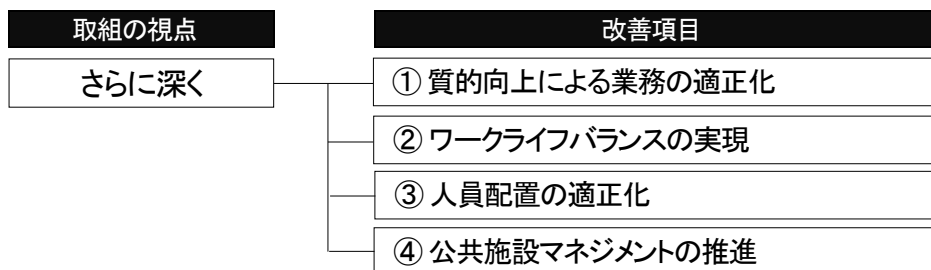 取組の視点
改善項目
さらに深く
① 質的向上による業務の適正化
② ワークライフバランスの実現
③ 人員配置の適正化
④ 公共施設マネジメントの推進